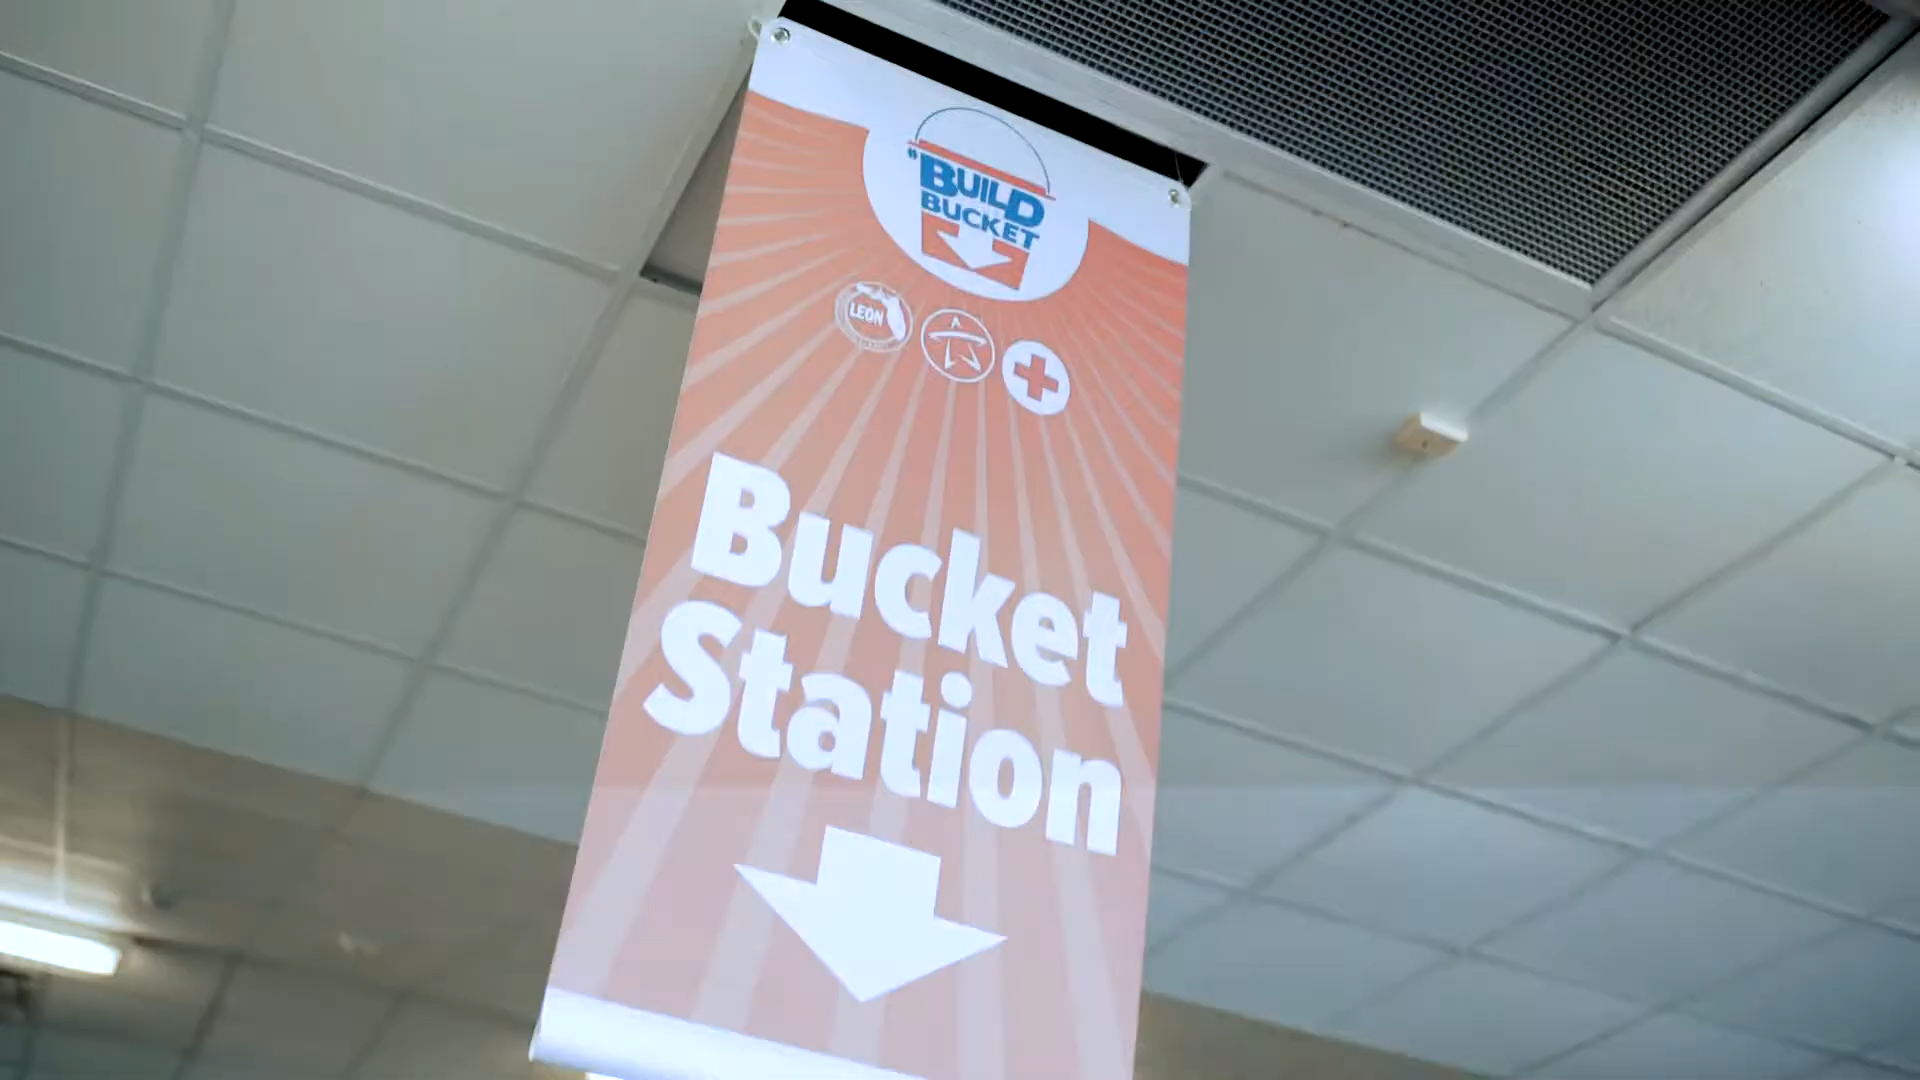 "BUILD
BUCKET
LEON
A
Bucket
Station